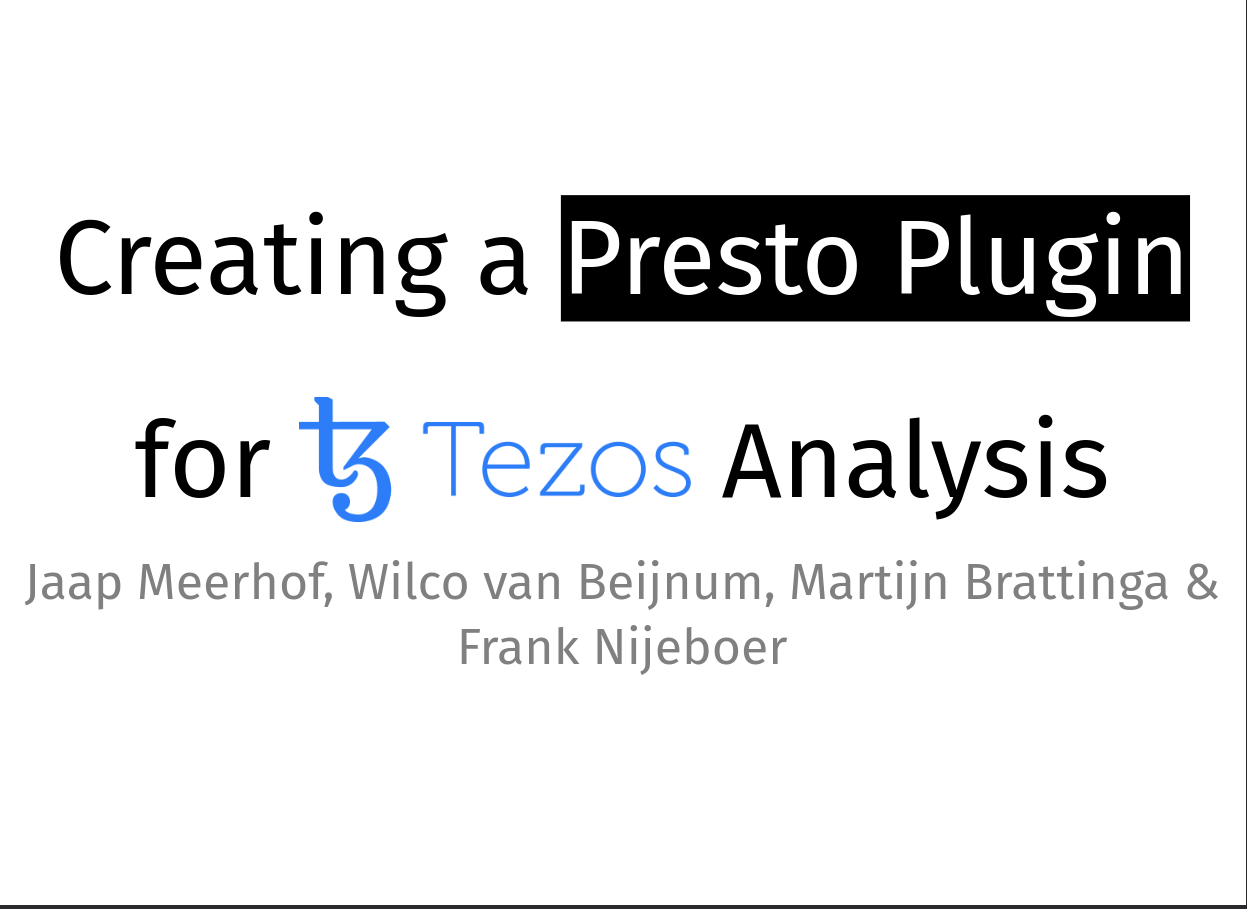 Creating a Presto Plugin
for Tezos Analysis
Jaap Meerhof, Wilco van Beijnum, Martijn Brattinga &
Frank Nijeboer